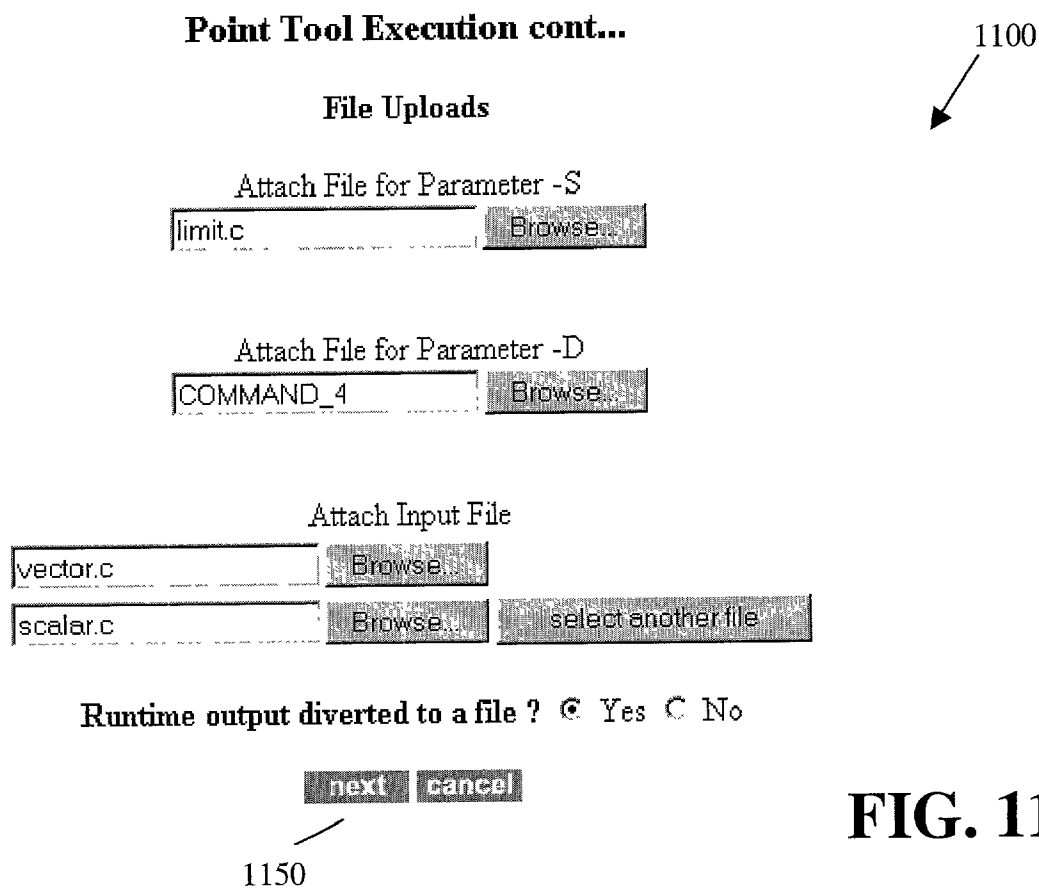 Point Tool Execution cont...
1100
File Uploads
Attach File for Parameter -S
limit.c Browse...
Attach File for Parameter -D
COMMAND_4 Browse...
Attach Input File
vector.c Browse...
scalar.c Browse... select another file
Runtime output diverted to a file ? Yes No
next cancel
FIG. 11
1150